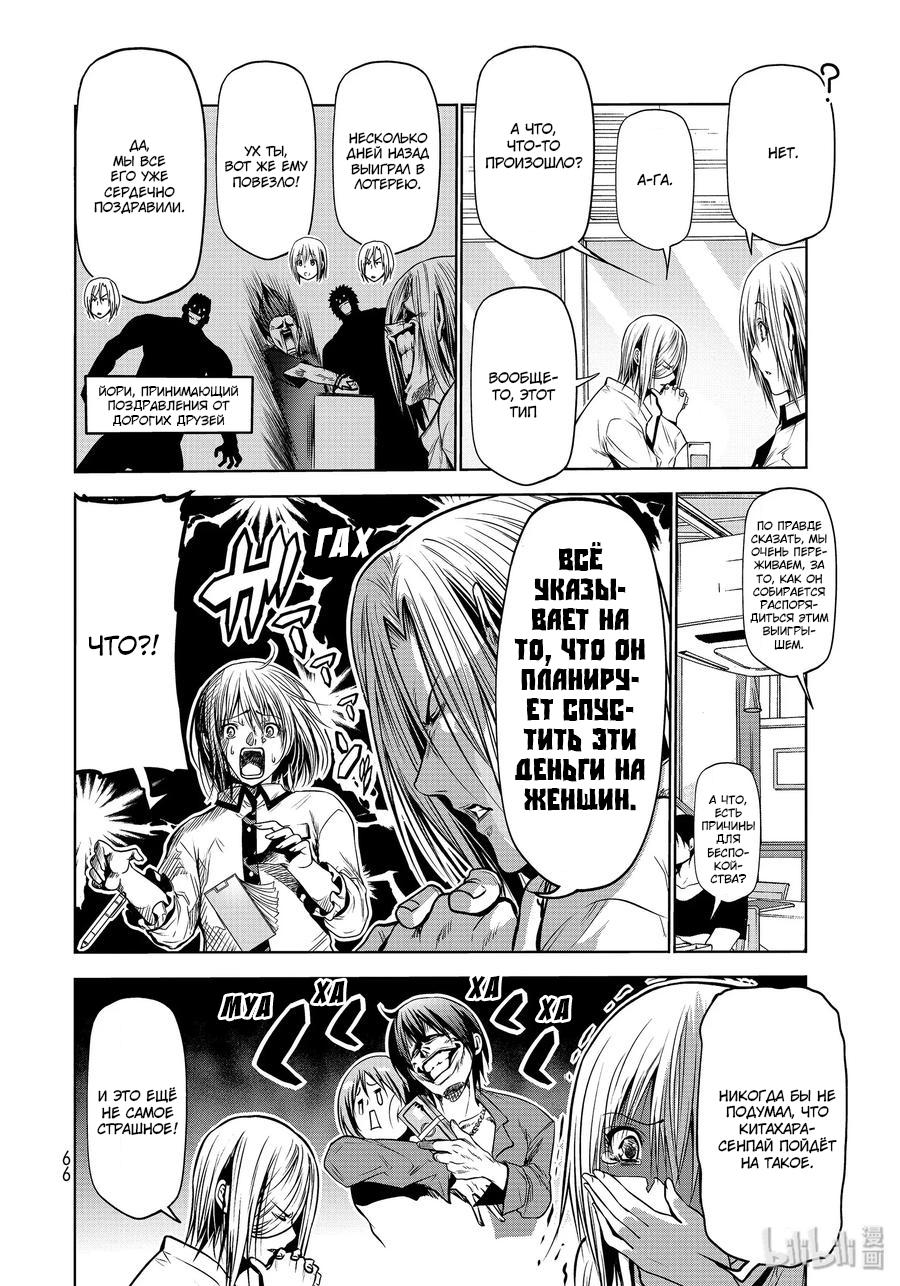 ?
НЕТ.
А-ГА.
А ЧТО,
ЧТО-ТО
ПРОИЗОШЛО?
ВООБЩЕ-
ТО, ЭТОТ
ТИП
НЕСКОЛЬКО
ДНЕЙ НАЗАД
ВЫИГРАЛ В
ЛОТЕРЕЮ.
УХ ТЫ,
ВОТ ЖЕ ЕМУ
ПОВЕЗЛО!
ДА,
МЫ ВСЕ
ЕГО УЖЕ
СЕРДЕЧНО
ПОЗДРАВИЛИ.
ЙОРИ, ПРИНИМАЮЩИЙ
ПОЗДРАВЛЕНИЯ ОТ
ДОРОГИХ ДРУЗЕЙ
ПО ПРАВДЕ
СКАЗАТЬ, МЫ
ОЧЕНЬ ПЕРЕ-
ЖИВАЕМ, ЗА
ТО, КАК ОН
СОБИРАЕТСЯ
РАСПОРЯ-
ДИТЬСЯ ЭТИМ
ВЫИГРЫ-
ШЕМ.
А ЧТО,
ЕСТЬ
ПРИЧИНЫ
ДЛЯ
БЕСПО-
КОЙ-
СТВА?
ВСЁ
УКАЗЫ-
ВАЕТ НА
ТО, ЧТО ОН
ПЛАНИРУ-
ЕТ СПУС-
ТИТЬ ЭТИ
ДЕНЬГИ НА
ЖЕНЩИН.
ГАХ
ЧТО?!
НИКОГДА БЫ НЕ
ПОДУМАЛ, ЧТО
КИТАХАРА-
СЕНПАЙ ПОЙДЁТ
НА ТАКОЕ.
МУА
ХА
ХА
ХА
И ЭТО ЕЩЁ
НЕ САМОЕ
СТРАШНОЕ!
66
bilibili 漫画